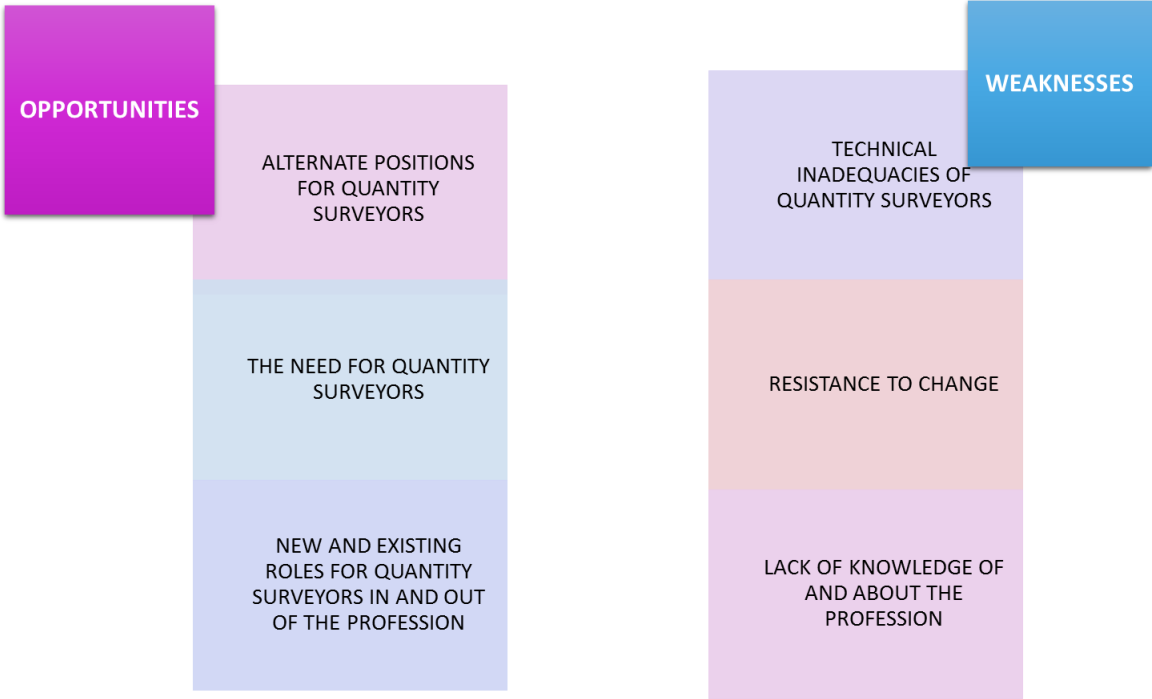 OPPORTUNITIES
ALTERNATE POSITIONS
FOR QUANTITY
SURVEYORS
THE NEED FOR QUANTITY
SURVEYORS
NEW AND EXISTING
ROLES FOR QUANTITY
SURVEYORS IN AND OUT
OF THE PROFESSION
WEAKNESSES
TECHNICAL
INADEQUACIES OF
QUANTITY SURVEYORS
RESISTANCE TO CHANGE
LACK OF KNOWLEDGE OF
AND ABOUT THE
PROFESSION